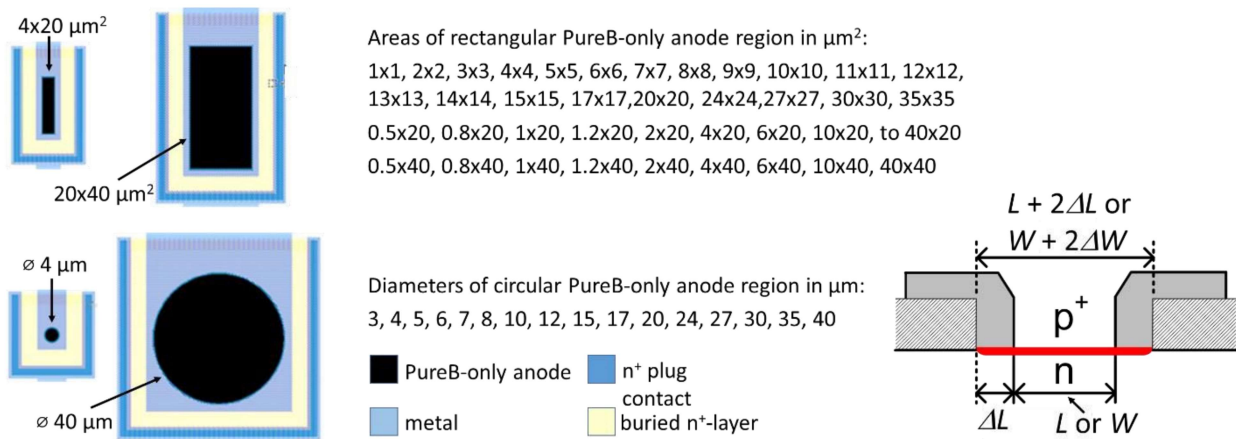 4x20 μm²
20x40 μm²
Areas of rectangular PureB-only anode region in μm²:
1x1, 2x2, 3x3, 4x4, 5x5, 6x6, 7x7, 8x8, 9x9, 10x10, 11x11, 12x12,
13x13, 14x14, 15x15, 17x17,20x20, 24x24,27x27, 30x30, 35x35
0.5x20, 0.8x20, 1x20, 1.2x20, 2x20, 4x20, 6x20, 10x20, to 40x20
0.5x40, 0.8x40, 1x40, 1.2x40, 2x40, 4x40, 6x40, 10x40, 40x40
⌀ 4 μm
⌀ 40 μm
Diameters of circular PureB-only anode region in μm:
3, 4, 5, 6, 7, 8, 10, 12, 15, 17, 20, 24, 27, 30, 35, 40
PureB-only anode
n⁺ plug
contact
metal
buried n⁺-layer
L + 2ΔL or
W + 2ΔW
p⁺
n
ΔL
L or W